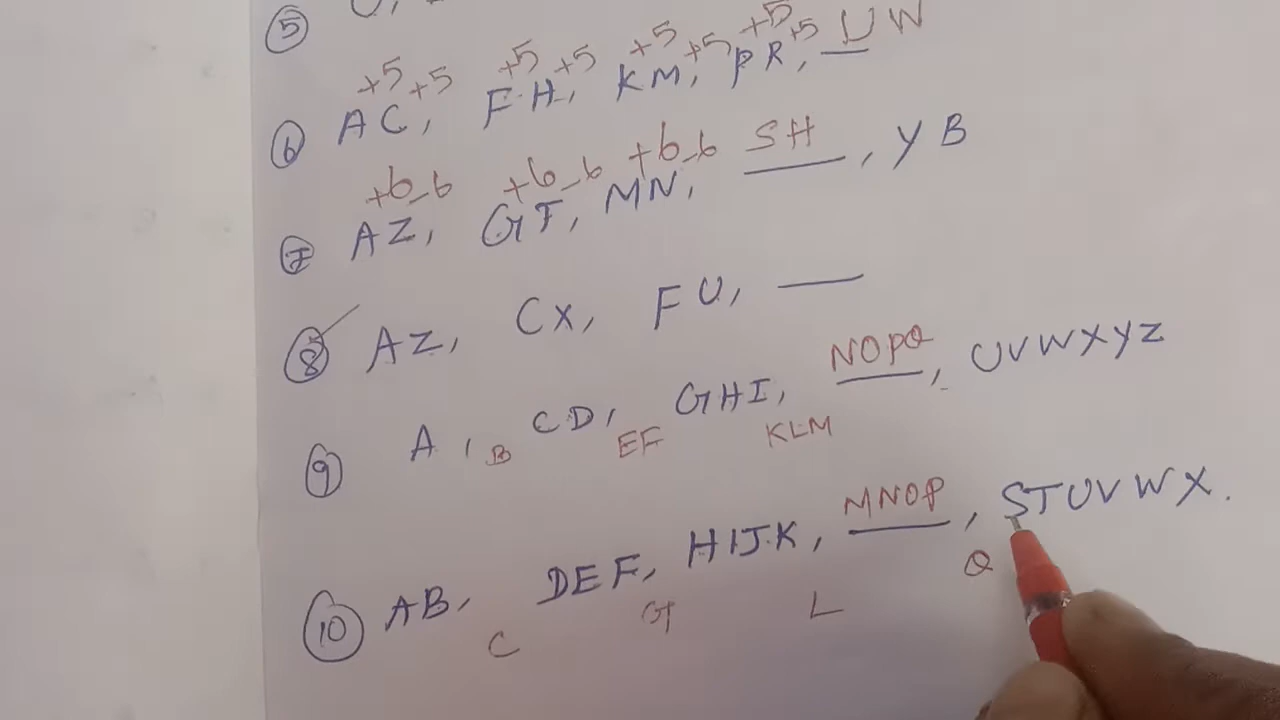 5
+5 +5 +5 +5 +5 +5 +5 +5
6 AC, FH, KM, PR, UW
+6-6 +6-6 +6-6
7 AZ, GT, MN, SH, YB
8 AZ, CX, FU,
9 A, CD, GHI, NOPQ, UVWXYZ
B EF KLM
10 AB, DEF, HIJK, MNOP, STUVWX.
C G L Q